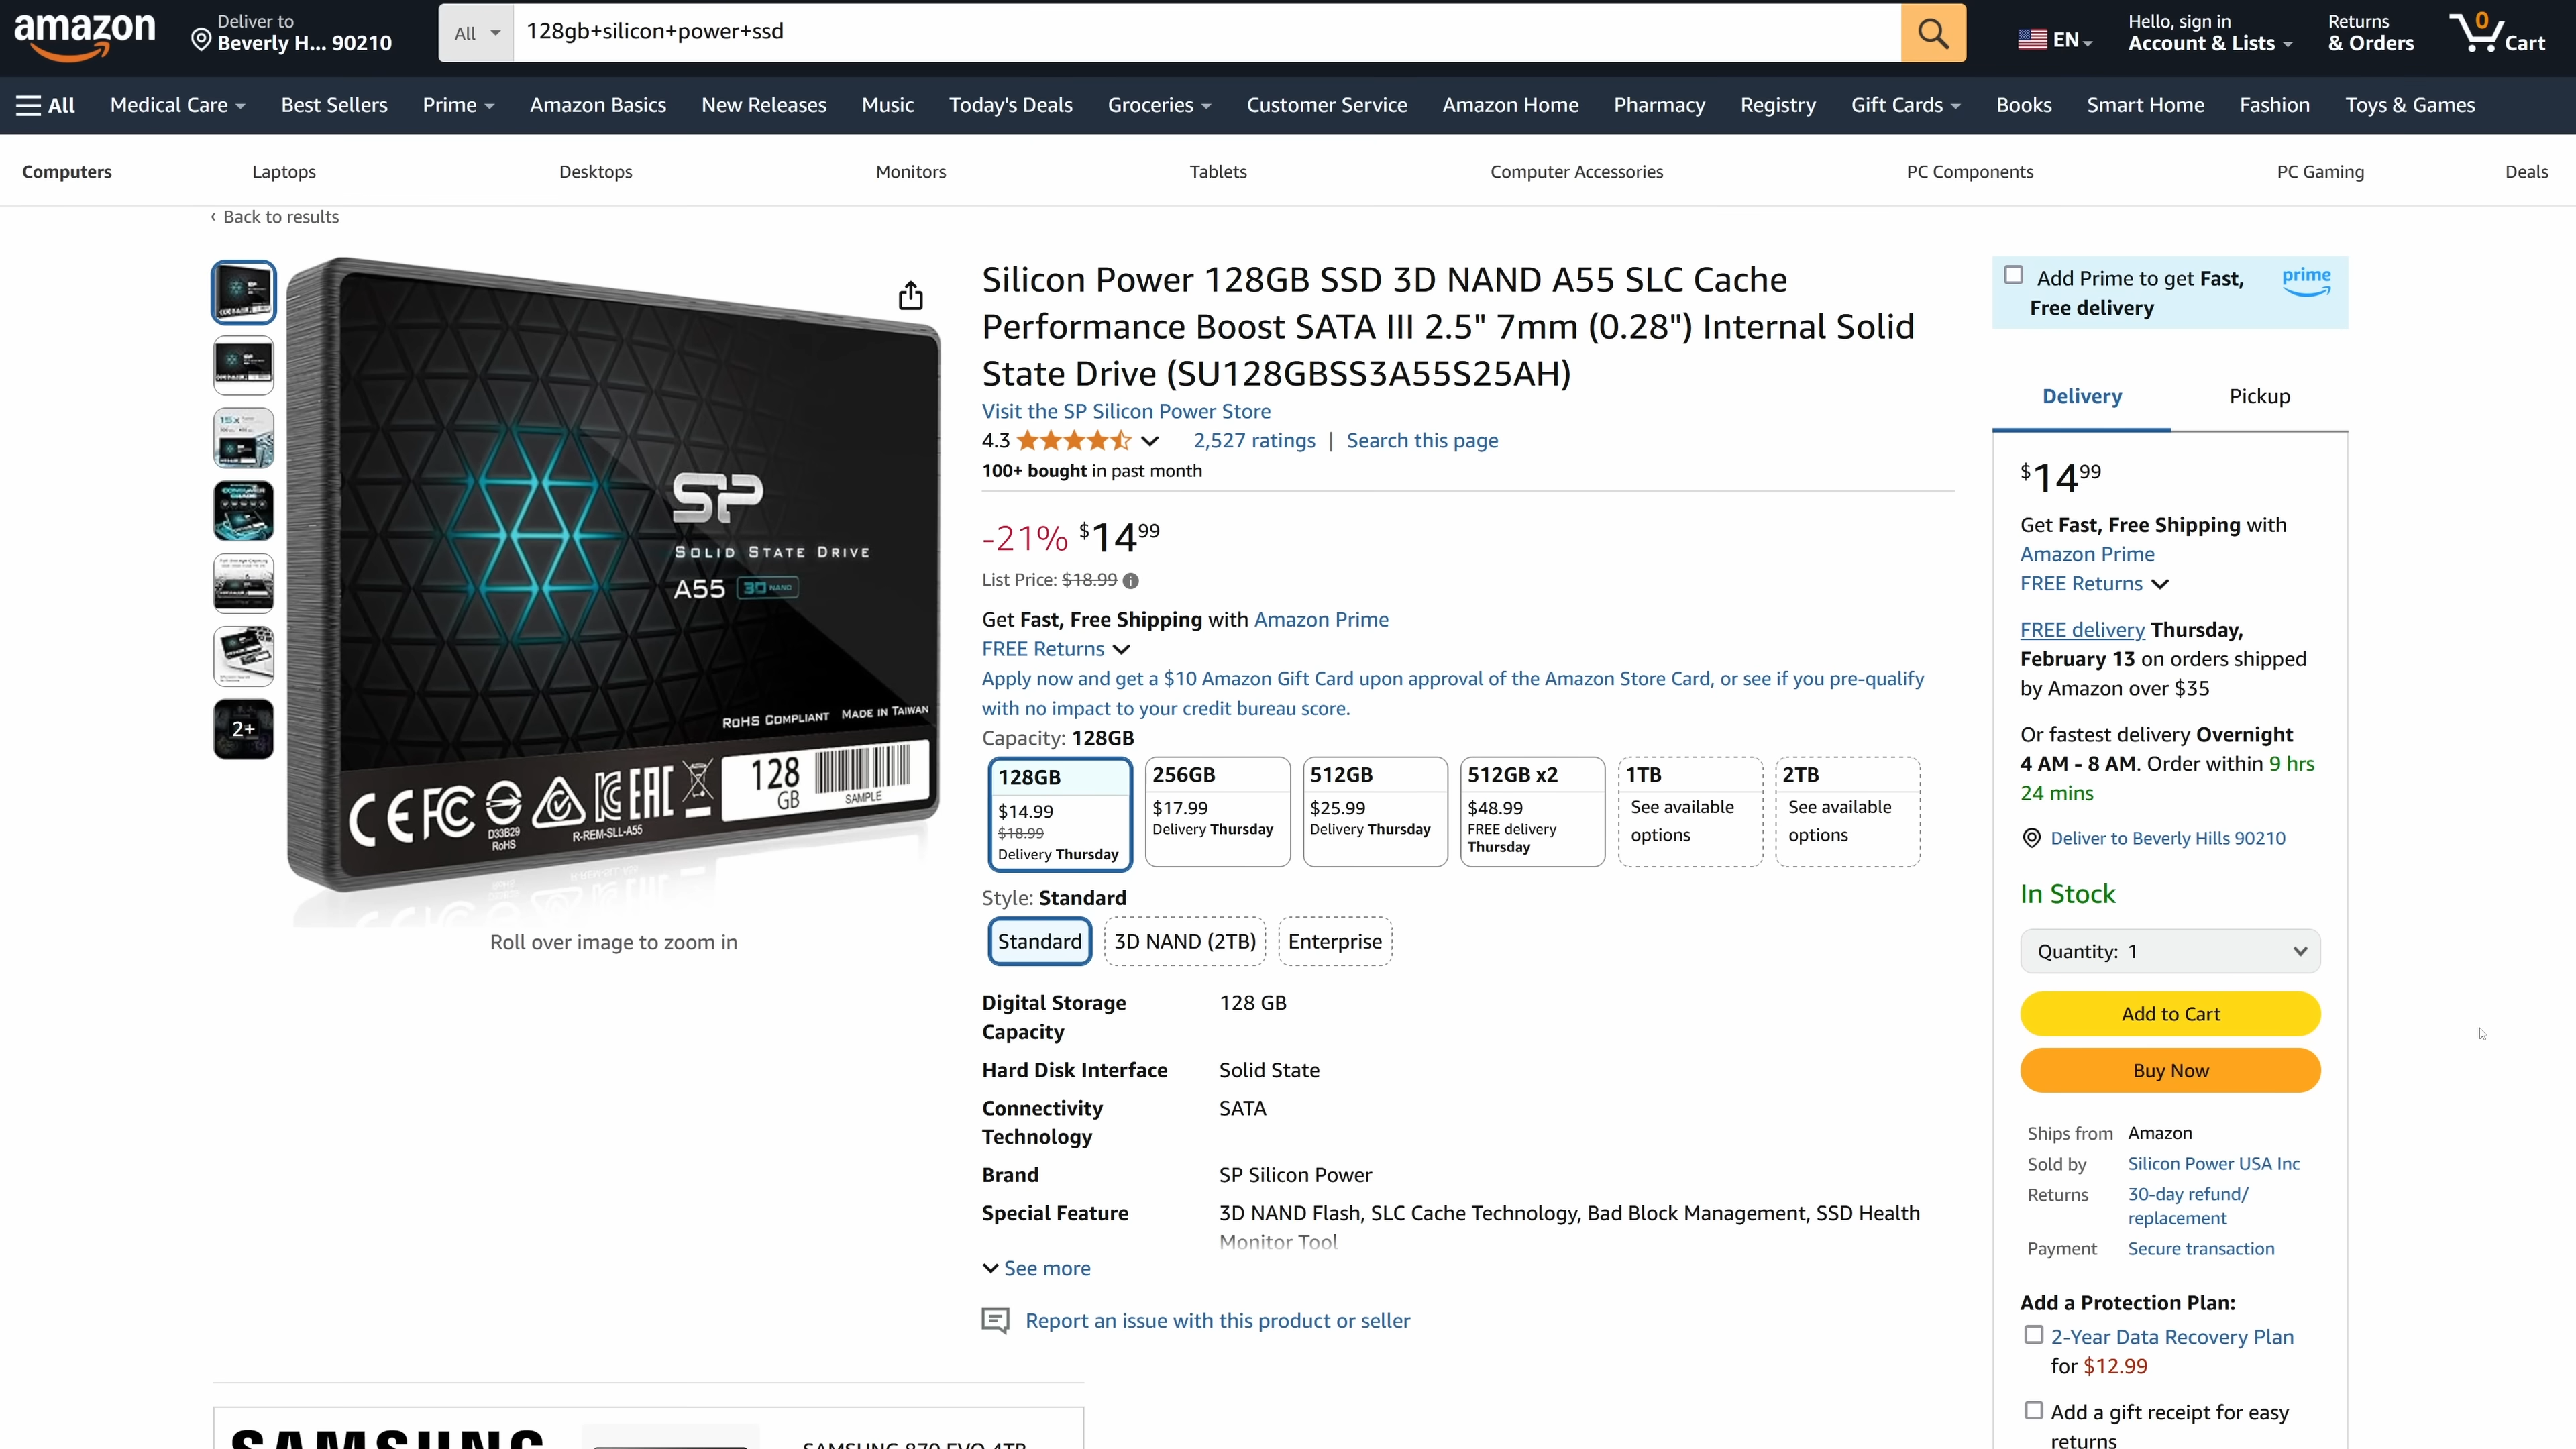 amazon
Deliver to
Beverly H... 90210
All
128gb+silicon+power+ssd
EN
Hello, sign in
Account & Lists
Returns
& Orders
0
Cart
All
Medical Care
Best Sellers
Prime
Amazon Basics
New Releases
Music
Today's Deals
Groceries
Customer Service
Amazon Home
Pharmacy
Registry
Gift Cards
Books
Smart Home
Fashion
Toys & Games
Computers
Laptops
Desktops
Monitors
Tablets
Computer Accessories
PC Components
PC Gaming
Deals
‹ Back to results
2+
SP
SOLID STATE DRIVE
A55 3D NAND
RoHS COMPLIANT MADE IN TAIWAN
CE FC EAC
D33B29
RoHS
R-REM-SLL-A55
128
GB
SAMPLE
Roll over image to zoom in
Silicon Power 128GB SSD 3D NAND A55 SLC Cache
Performance Boost SATA III 2.5" 7mm (0.28") Internal Solid
State Drive (SU128GBSS3A55S25AH)
Visit the SP Silicon Power Store
4.3
2,527 ratings | Search this page
100+ bought in past month
-21% $14 99
List Price: $18.99
Get Fast, Free Shipping with Amazon Prime
FREE Returns
Apply now and get a $10 Amazon Gift Card upon approval of the Amazon Store Card, or see if you pre-qualify
with no impact to your credit bureau score.
Capacity: 128GB
128GB
$14.99
$18.99
Delivery Thursday
256GB
$17.99
Delivery Thursday
512GB
$25.99
Delivery Thursday
512GB x2
$48.99
FREE delivery
Thursday
1TB
See available
options
2TB
See available
options
Style: Standard
Standard
3D NAND (2TB)
Enterprise
Digital Storage
Capacity
128 GB
Hard Disk Interface
Solid State
Connectivity
Technology
SATA
Brand
SP Silicon Power
Special Feature
3D NAND Flash, SLC Cache Technology, Bad Block Management, SSD Health
Monitor Tool
See more
Report an issue with this product or seller
Add Prime to get Fast,
Free delivery
prime
Delivery
Pickup
$14 99
Get Fast, Free Shipping with
Amazon Prime
FREE Returns
FREE delivery Thursday,
February 13 on orders shipped
by Amazon over $35
Or fastest delivery Overnight
4 AM - 8 AM. Order within 9 hrs
24 mins
Deliver to Beverly Hills 90210
In Stock
Quantity: 1
Add to Cart
Buy Now
Ships from
Amazon
Sold by
Silicon Power USA Inc
Returns
30-day refund/
replacement
Payment
Secure transaction
Add a Protection Plan:
2-Year Data Recovery Plan
for $12.99
Add a gift receipt for easy
returns
SAMSUNG
SAMSUNG 870 EVO 4TB